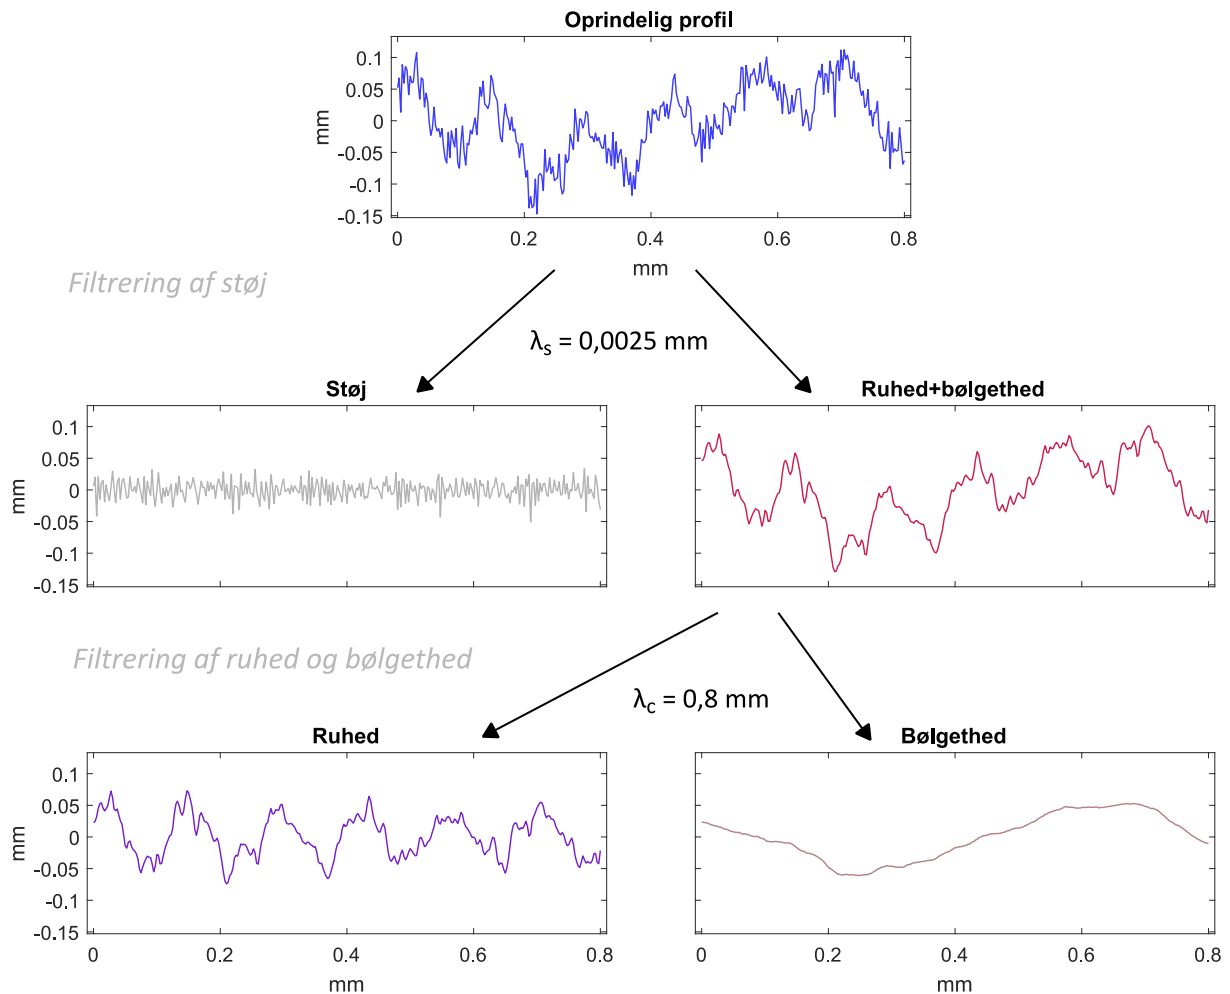 Oprindelig profil
0.1
0.05
0
-0.05
-0.1
-0.15
mm
0 0.2 0.4 0.6 0.8
mm
Filtrering af støj
λs = 0,0025 mm
Støj
0.1
0.05
0
-0.05
-0.1
-0.15
mm
Ruhed+bølgethed
Filtrering af ruhed og bølgethed
λc = 0,8 mm
Ruhed
0.1
0.05
0
-0.05
-0.1
-0.15
mm
0 0.2 0.4 0.6 0.8
mm
Bølgethed
0 0.2 0.4 0.6 0.8
mm